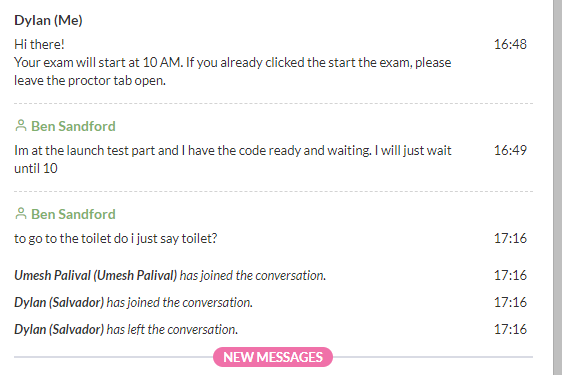 Dylan (Me)
Hi there! 16:48
Your exam will start at 10 AM. If you already clicked the start the exam, please
leave the proctor tab open.
Ben Sandford
Im at the launch test part and I have the code ready and waiting. I will just wait 16:49
until 10
Ben Sandford
to go to the toilet do i just say toilet? 17:16
Umesh Palival (Umesh Palival) has joined the conversation. 17:16
Dylan (Salvador) has joined the conversation. 17:16
Dylan (Salvador) has left the conversation. 17:16
NEW MESSAGES